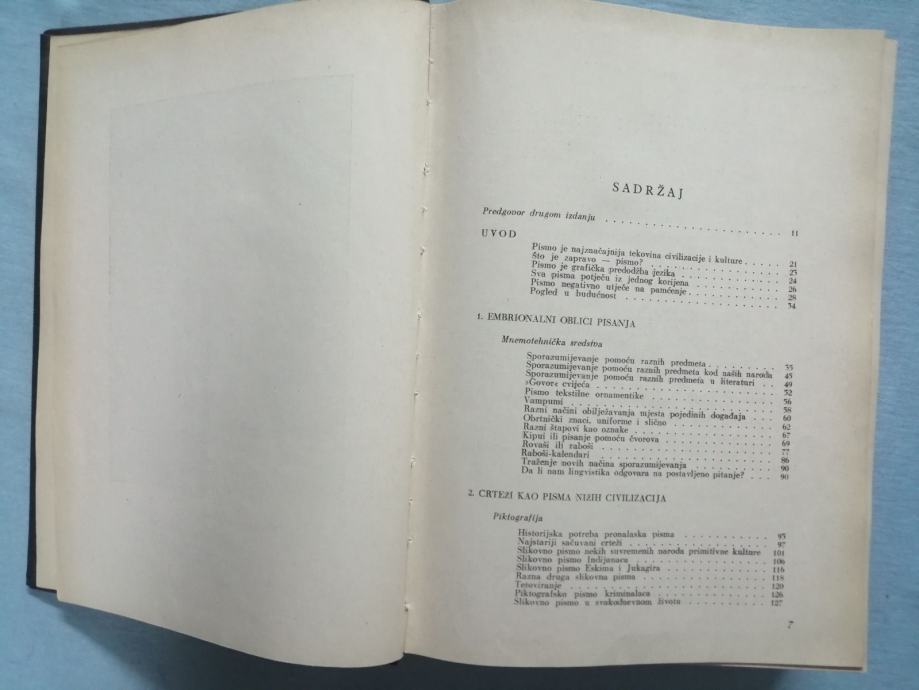 SADRŽAJ
Predgovor drugom izdanju . . . . . . . . . . . . . . . . . . . . 11
UVOD
Pismo je najznačajnija tekovina civilizacije i kulture . . . . . 21
Što je zapravo — pismo? . . . . . . . . . . . . . . . 23
Pismo je grafička predodžba jezika . . . . . . . . . . . 24
Sva pisma potječu iz jednog korijena . . . . . . . . . . 26
Pismo negativno utječe na pamćenje . . . . . . . . . . . 28
Pogled u budućnost . . . . . . . . . . . . . . . . . 34
1. EMBRIONALNI OBLICI PISANJA
Mnemotehnička sredstva
Sporazumijevanje pomoću raznih predmeta . . . . . . . . 35
Sporazumijevanje pomoću raznih predmeta kod naših naroda 45
Sporazumijevanje pomoću raznih predmeta u literaturi . . 49
»Govor« cvijeća . . . . . . . . . . . . . . . . . . 52
Pismo tekstilne ornamentike . . . . . . . . . . . . . . 56
Vampumi . . . . . . . . . . . . . . . . . . . . . 58
Razni načini obilježavanja mjesta pojedinih događaja . . . . 60
Obrtnički znaci, uniforme i slično . . . . . . . . . . . 62
Razni štapovi kao oznake . . . . . . . . . . . . . . . 67
Kipui ili pisanje pomoću čvorova . . . . . . . . . . . . 69
Rovaši ili raboši . . . . . . . . . . . . . . . . . . 77
Raboši-kalendari . . . . . . . . . . . . . . . . . . 86
Traženje novih načina sporazumijevanja . . . . . . . . . 90
Da li nam lingvistika odgovara na postavljeno pitanje? . . . 90
2. CRTEŽI KAO PISMA NIŽIH CIVILIZACIJA
Piktografija
Historijska potreba pronalaska pisma . . . . . . . . . . 95
Najstariji sačuvani crteži . . . . . . . . . . . . . . . 97
Slikovno pismo nekih suvremenih naroda primitivne kulture 101
Slikovno pismo Indijanaca . . . . . . . . . . . . . . 106
Slikovno pismo Eskima i Jukagira . . . . . . . . . . . 116
Razna druga slikovna pisma . . . . . . . . . . . . . . 118
Tetoviranje . . . . . . . . . . . . . . . . . . . . 120
Piktografsko pismo kriminalaca . . . . . . . . . . . . 126
Slikovno pismo u svakodnevnom životu . . . . . . . . . 127
7